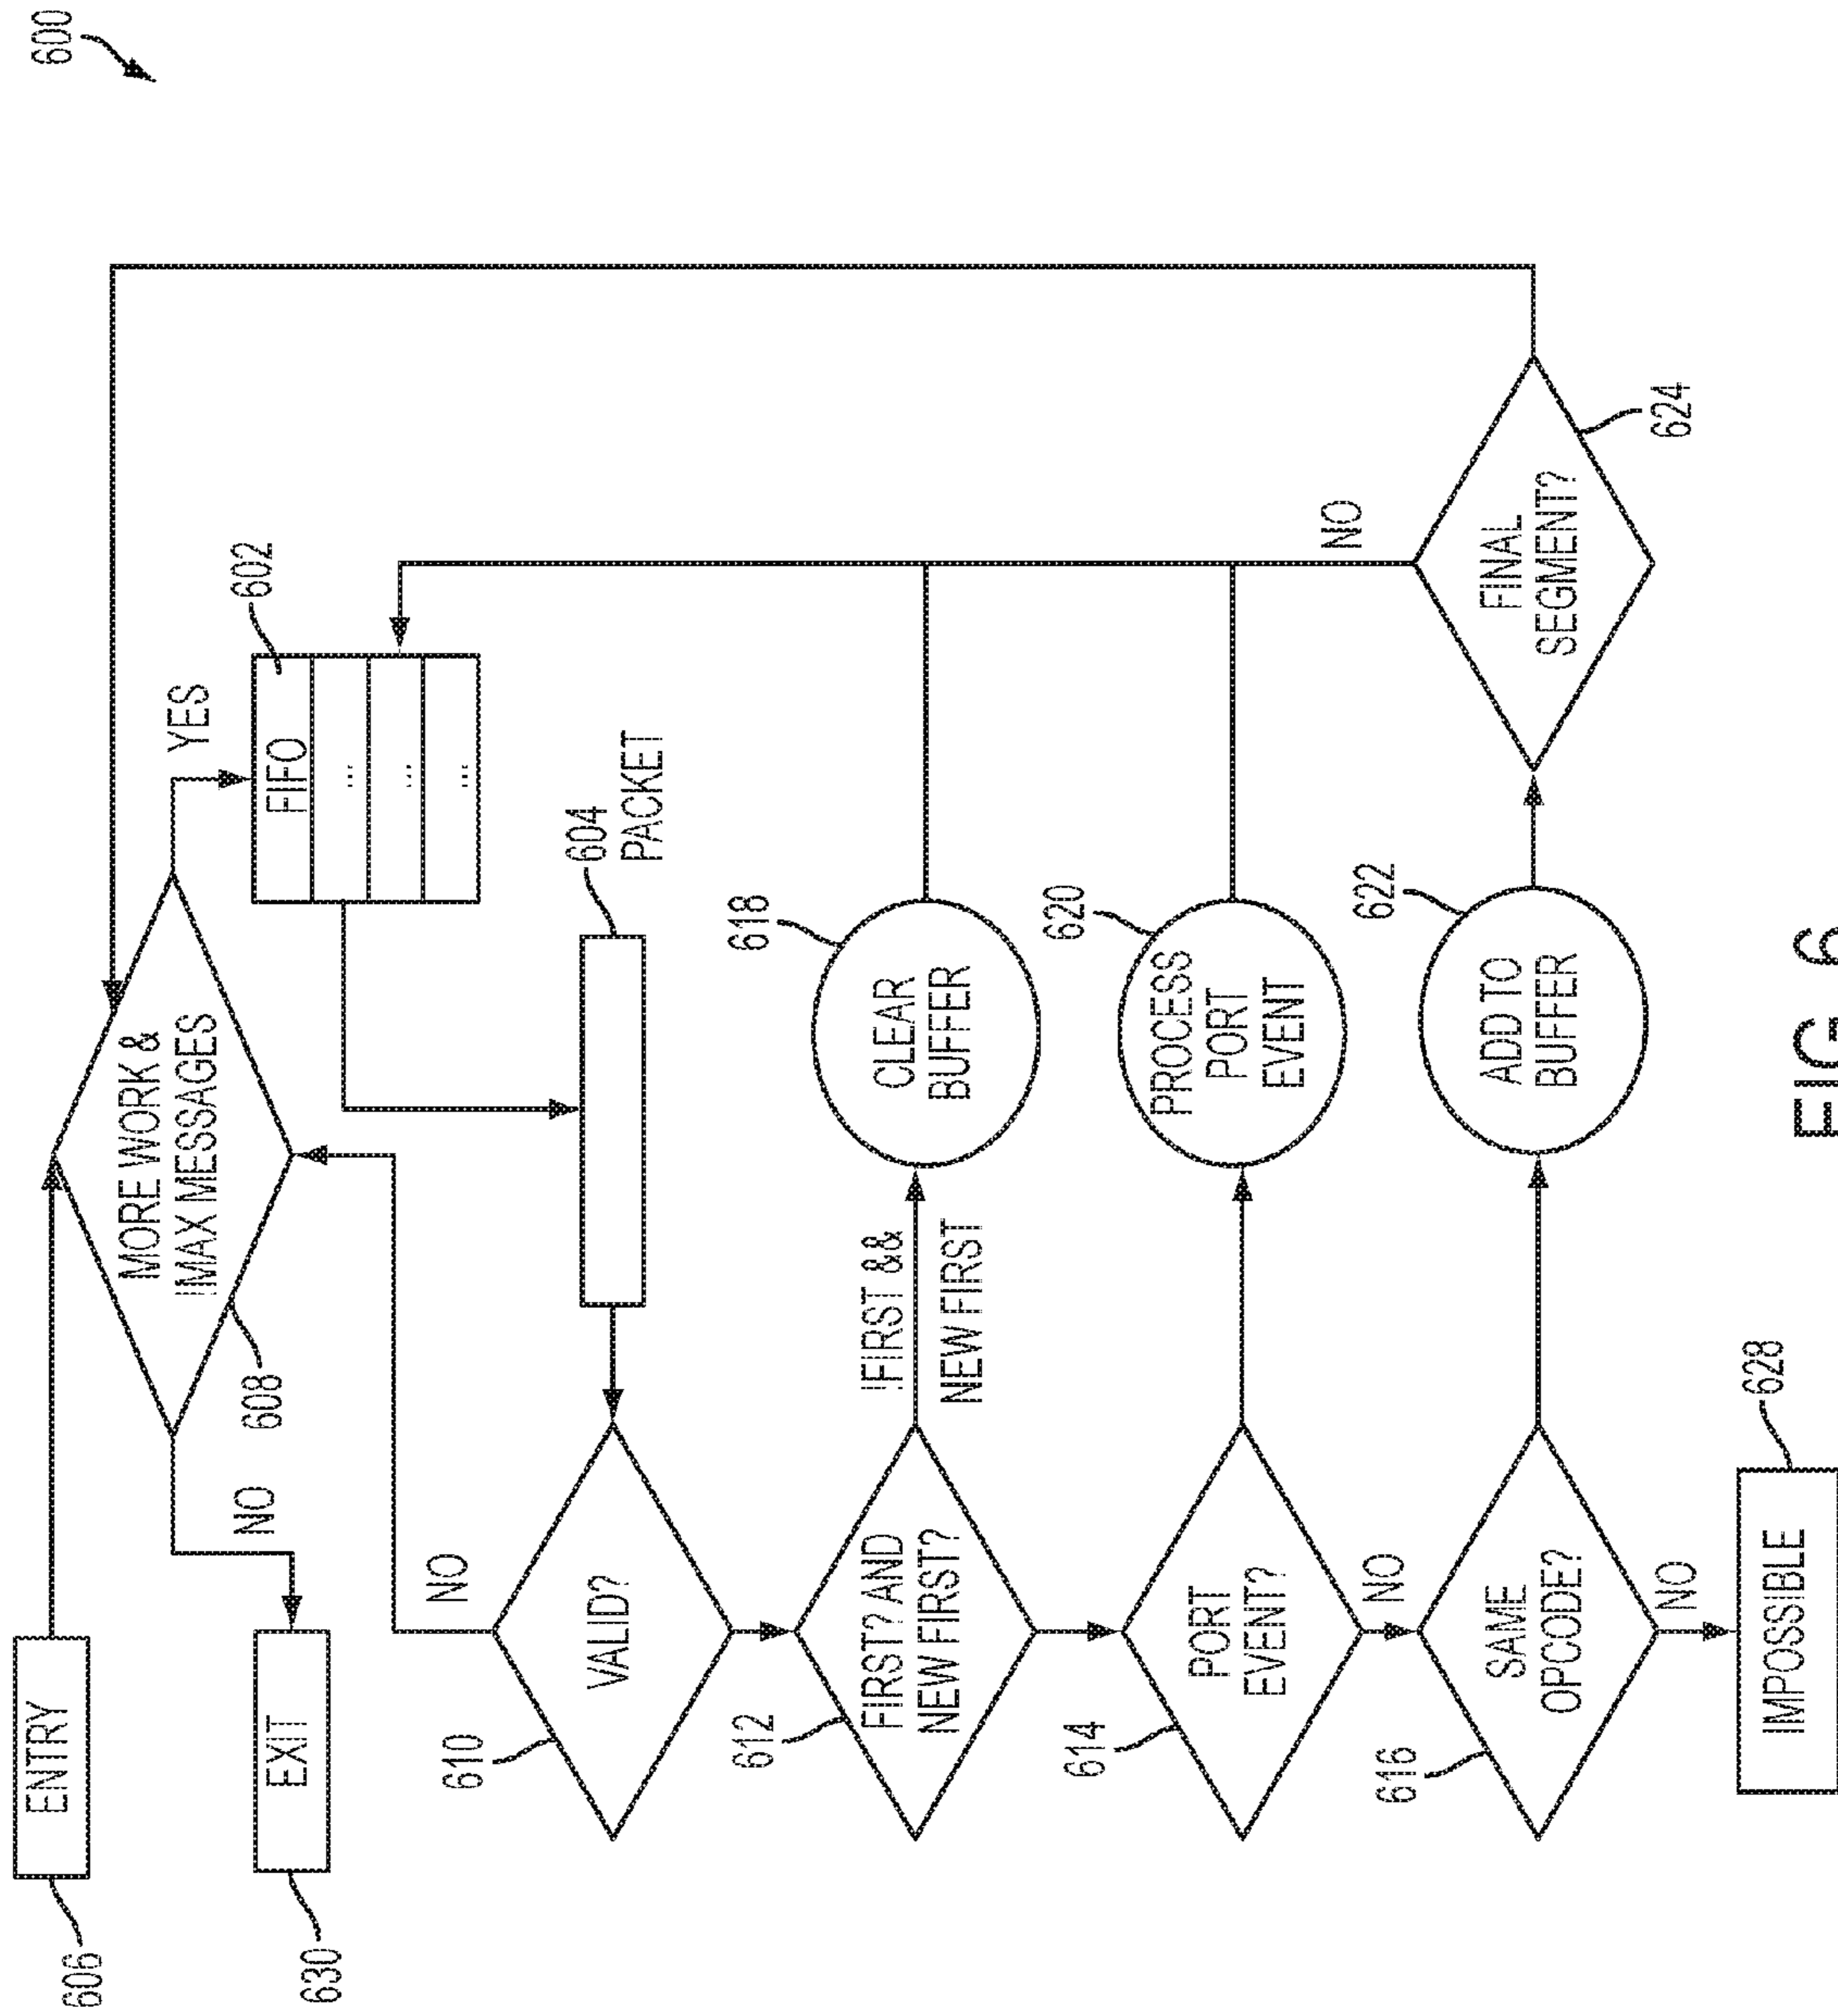 600
606
ENTRY
MORE WORK &
!MAX MESSAGES
YES
NO
608
630
EXIT
602
FIFO
...
...
...
NO
604
PACKET
610
VALID?
612
FIRST? AND
NEW FIRST?
!FIRST &&
NEW FIRST
618
CLEAR
BUFFER
614
PORT
EVENT?
620
PROCESS
PORT
EVENT
NO
NO
616
SAME
OPCODE?
622
ADD TO
BUFFER
FINAL
SEGMENT?
624
NO
628
IMPOSSIBLE
FIG. 6